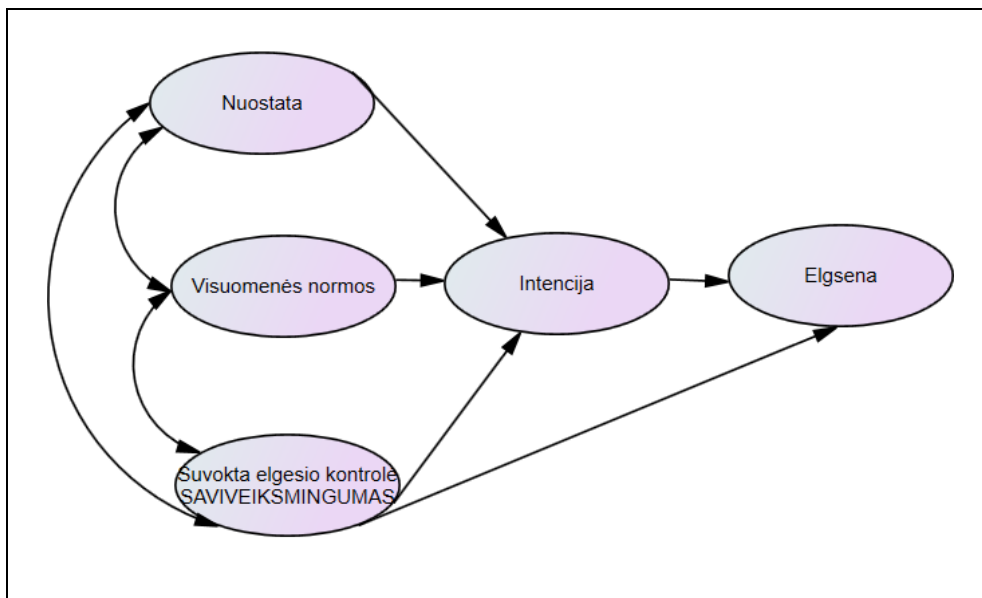 Nuostata
Visuomenės normos
Intencija
Elgsena
Suvokta elgesio kontrolė
SAVIVEIKSMINGUMAS